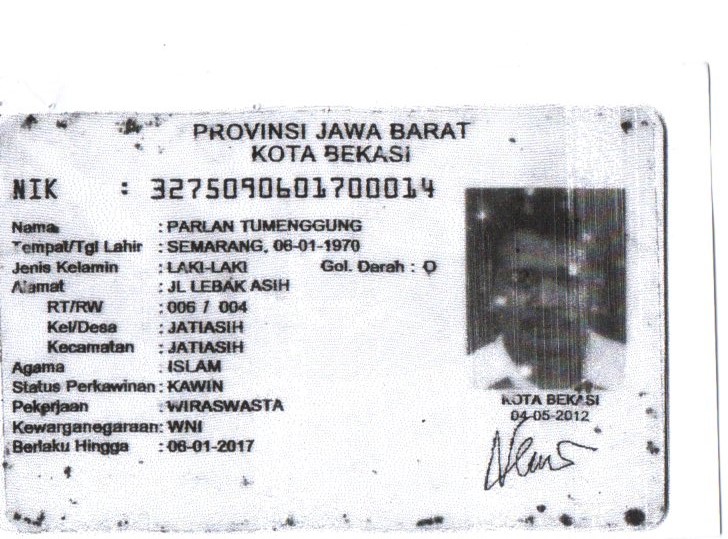 PROVINSI JAWA BARAT
KOTA BEKASI
NIK : 3275090601700014
Nama : PARLAN TUMENGGUNG
Tempat/Tgl Lahir : SEMARANG, 06-01-1970
Jenis Kelamin : LAKI-LAKI Gol. Darah : O
Alamat : JL LEBAK ASIH
RT/RW : 006 / 004
Kel/Desa : JATIASIH
Kecamatan : JATIASIH
Agama : ISLAM
Status Perkawinan : KAWIN
Pekerjaan : WIRASWASTA
Kewarganegaraan : WNI
Berlaku Hingga : 06-01-2017
KOTA BEKASI
04-05-2012